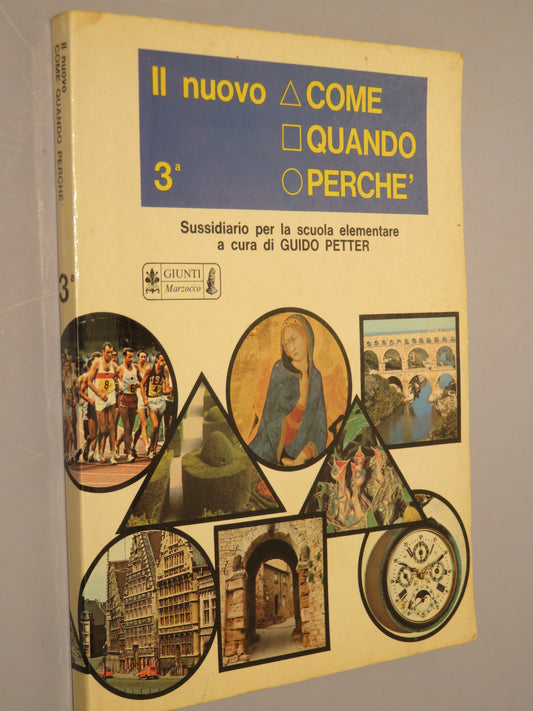 Il nuovo COME
QUANDO
3ª PERCHE'
Sussidiario per la scuola elementare
a cura di GUIDO PETTER
GIUNTI
Marzocco
Il nuovo
COME QUANDO PERCHE'
3ª
8